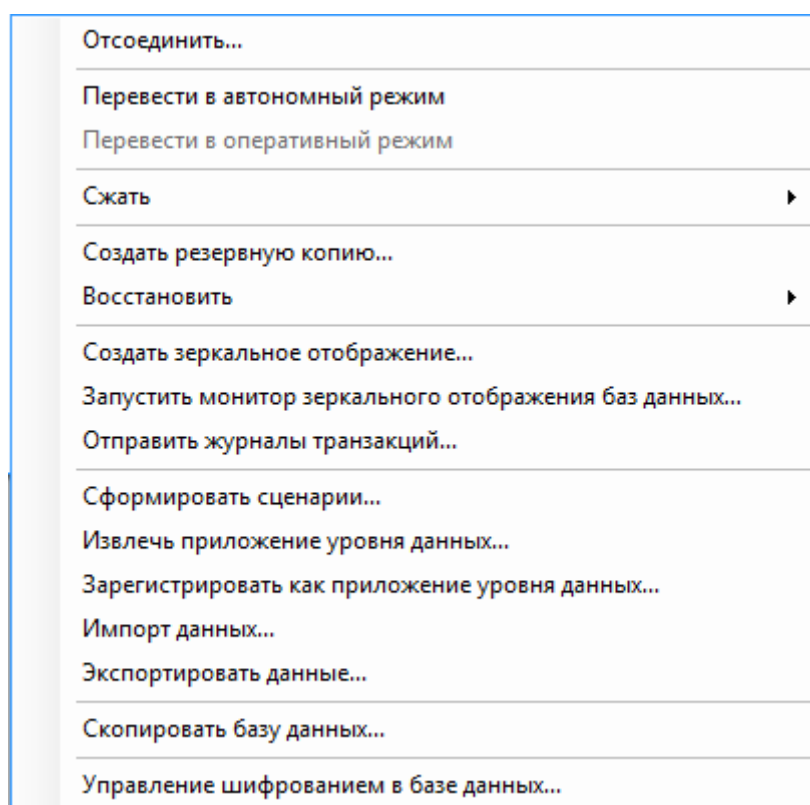 Отсоединить...
Перевести в автономный режим
Перевести в оперативный режим
Сжать
Создать резервную копию...
Восстановить
Создать зеркальное отображение...
Запустить монитор зеркального отображения баз данных...
Отправить журналы транзакций...
Сформировать сценарии...
Извлечь приложение уровня данных...
Зарегистрировать как приложение уровня данных...
Импорт данных...
Экспортировать данные...
Скопировать базу данных...
Управление шифрованием в базе данных...